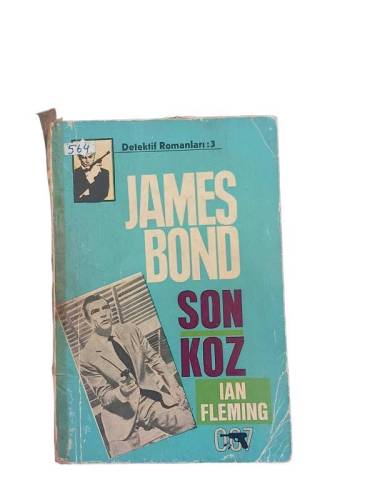 564
Detektif Romanları:3
JAMES
BOND
SON
KOZ
IAN
FLEMING
007